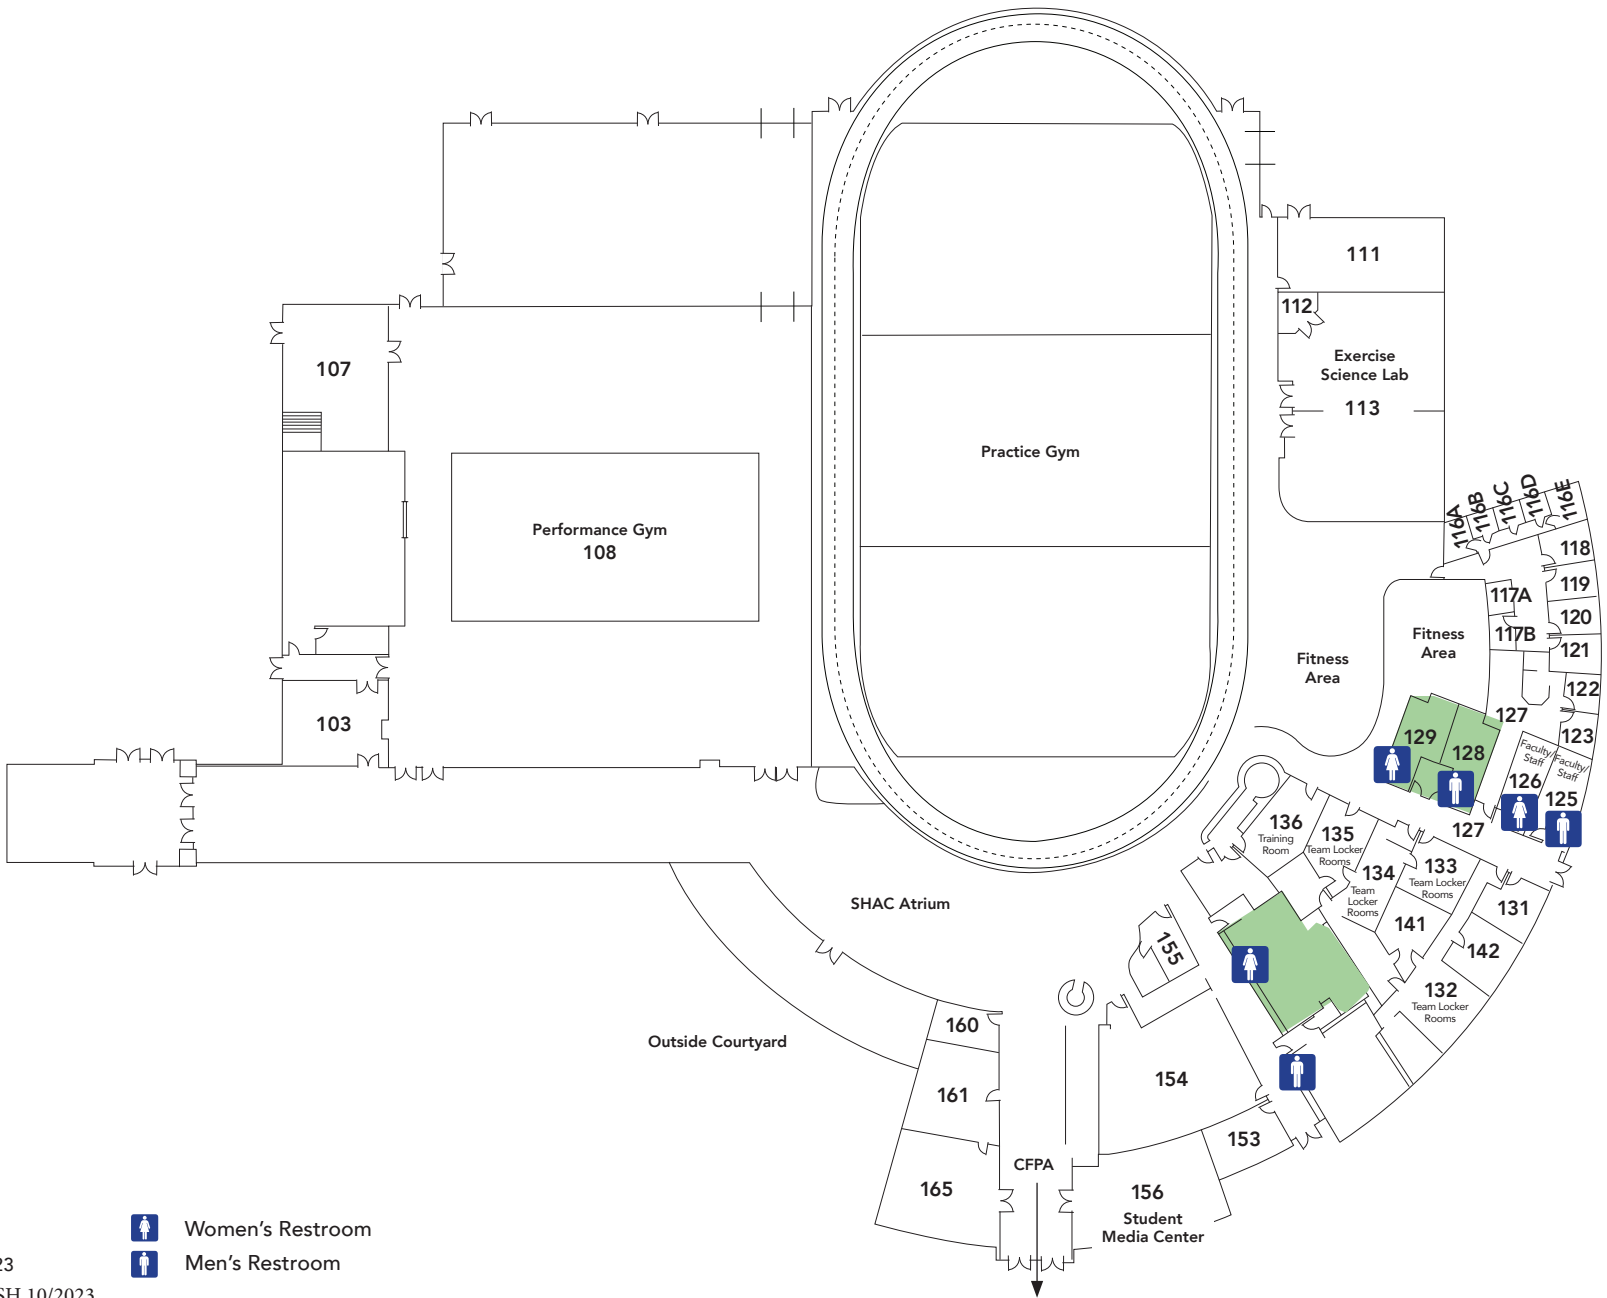 111
112
Exercise
Science Lab
113
107
Practice Gym
Performance Gym
108
116A
116B
116C
116D
116E
118
119
117A
120
117B
121
Fitness
Area
Fitness
Area
122
127
123
103
129
128
Faculty/
Staff
126
Faculty/
Staff
125
127
136
Training
Room
135
Team Locker
Rooms
134
Team
Locker
Rooms
133
Team Locker
Rooms
131
141
142
132
Team Locker
Rooms
SHAC Atrium
155
160
Outside Courtyard
161
154
153
CFPA
165
156
Student
Media Center
Women's Restroom
Men's Restroom
23
SH 10/2023